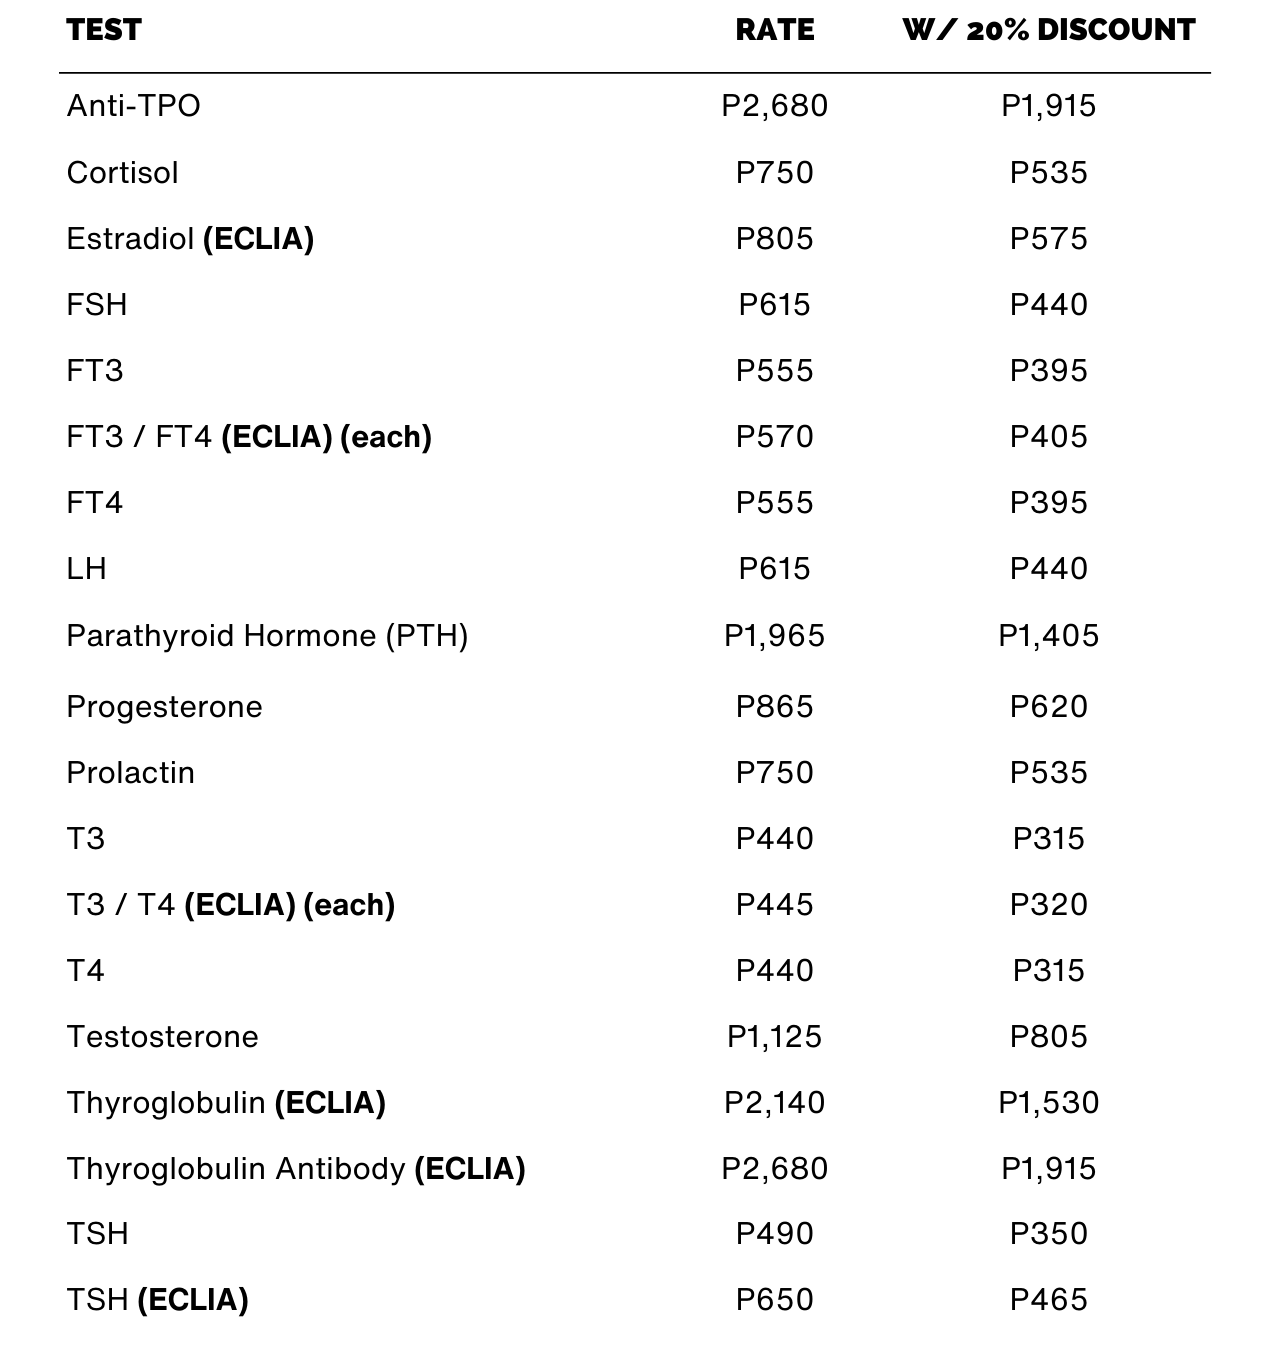 TEST RATE W/ 20% DISCOUNT
Anti-TPO P2,680 P1,915
Cortisol P750 P535
Estradiol (ECLIA) P805 P575
FSH P615 P440
FT3 P555 P395
FT3 / FT4 (ECLIA) (each) P570 P405
FT4 P555 P395
LH P615 P440
Parathyroid Hormone (PTH) P1,965 P1,405
Progesterone P865 P620
Prolactin P750 P535
T3 P440 P315
T3 / T4 (ECLIA) (each) P445 P320
T4 P440 P315
Testosterone P1,125 P805
Thyroglobulin (ECLIA) P2,140 P1,530
Thyroglobulin Antibody (ECLIA) P2,680 P1,915
TSH P490 P350
TSH (ECLIA) P650 P465